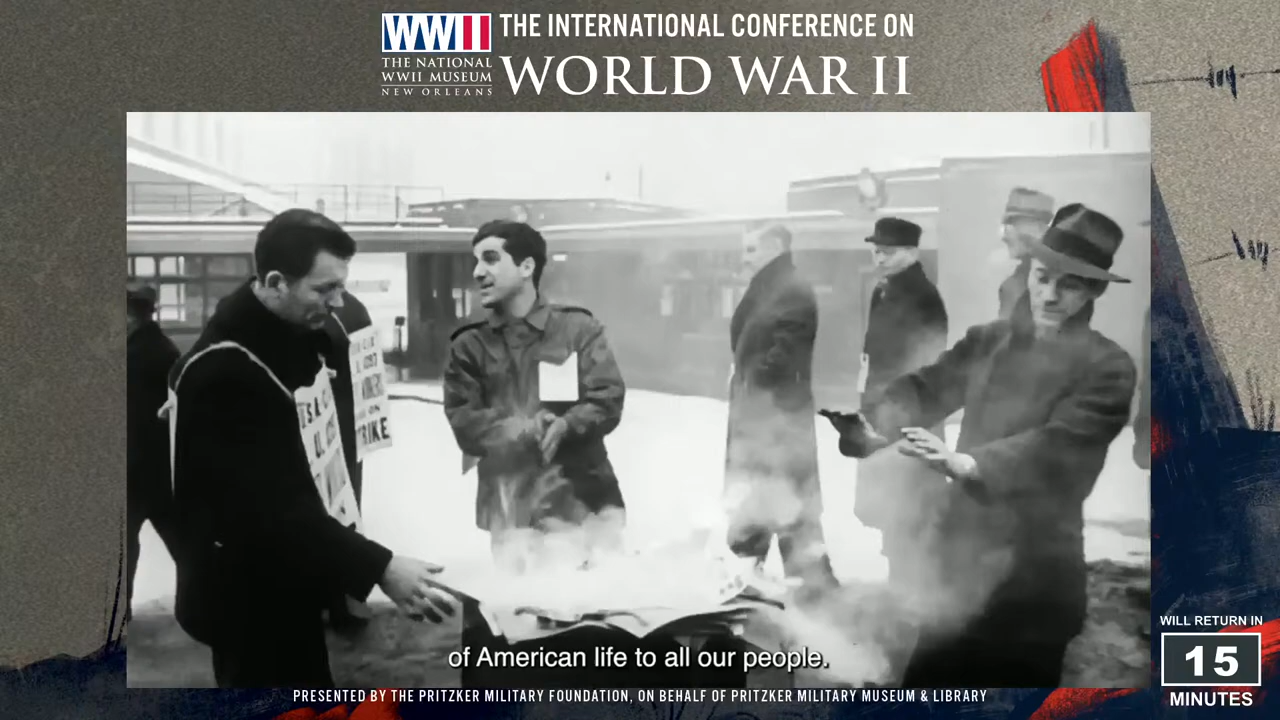 WWII
THE NATIONAL
WWII MUSEUM
NEW ORLEANS
THE INTERNATIONAL CONFERENCE ON
WORLD WAR II
ON
STRIKE
of American life to all our people.
WILL RETURN IN
15
MINUTES
PRESENTED BY THE PRITZKER MILITARY FOUNDATION, ON BEHALF OF PRITZKER MILITARY MUSEUM & LIBRARY